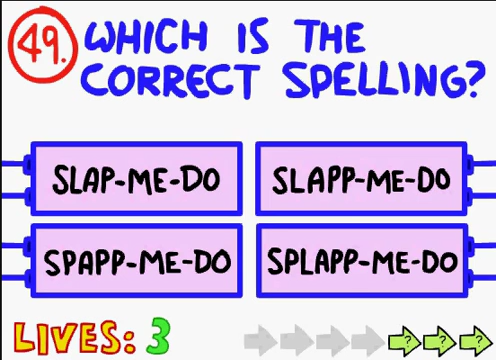 49. WHICH IS THE
CORRECT SPELLING?
SLAP-ME-DO
SLAPP-ME-DO
SPAPP-ME-DO
SPLAPP-ME-DO
LIVES: 3
? ? ?